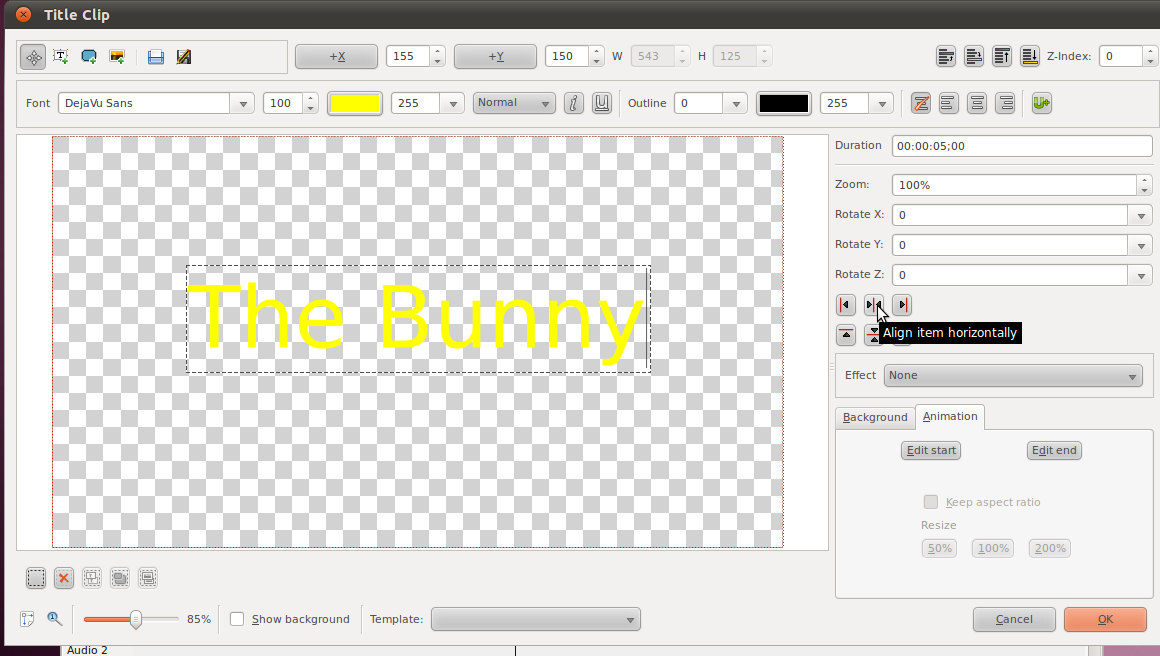 Title Clip
+X 155 +Y 150 W 543 H 125 Z-Index: 0
Font DejaVu Sans 100 255 Normal i U Outline 0 255
Duration 00:00:05;00
Zoom: 100%
Rotate X: 0
Rotate Y: 0
Rotate Z: 0
The Bunny
Align item horizontally
Effect None
Background Animation
Edit start Edit end
Keep aspect ratio
Resize
50% 100% 200%
85% Show background Template: Cancel OK
Audio 2